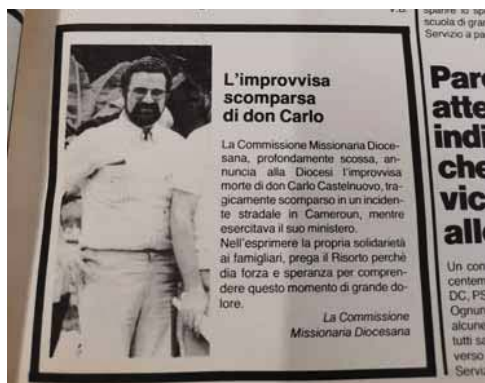 V.B.
scuola di gran
Servizio a pa
L'improvvisa
scomparsa
di don Carlo
La Commissione Missionaria Dioce-
sana, profondamente scossa, an-
nuncia alla Diocesi l'improvvisa
morte di don Carlo Castelnuovo, tra-
gicamente scomparso in un inciden-
te stradale in Cameroun, mentre
esercitava il suo ministero.
Nell'esprimere la propria solidarietà
ai famigliari, prega il Risorto perchè
dia forza e speranza per compren-
dere questo momento di grande do-
lore.
La Commissione
Missionaria Diocesana
Par
atte
indi
che
vic
all
Un con
centem
DC, PS
Ognun
alcune
tutti sa
verso
Servi